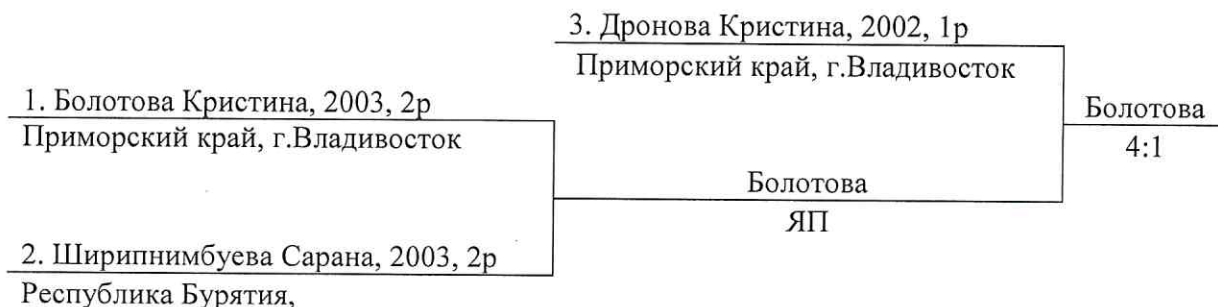 3. Дронова Кристина, 2002, 1р
Приморский край, г.Владивосток
1. Болотова Кристина, 2003, 2р
Приморский край, г.Владивосток
Болотова
4:1
Болотова
ЯП
2. Ширипнимбуева Сарана, 2003, 2р
Республика Бурятия,